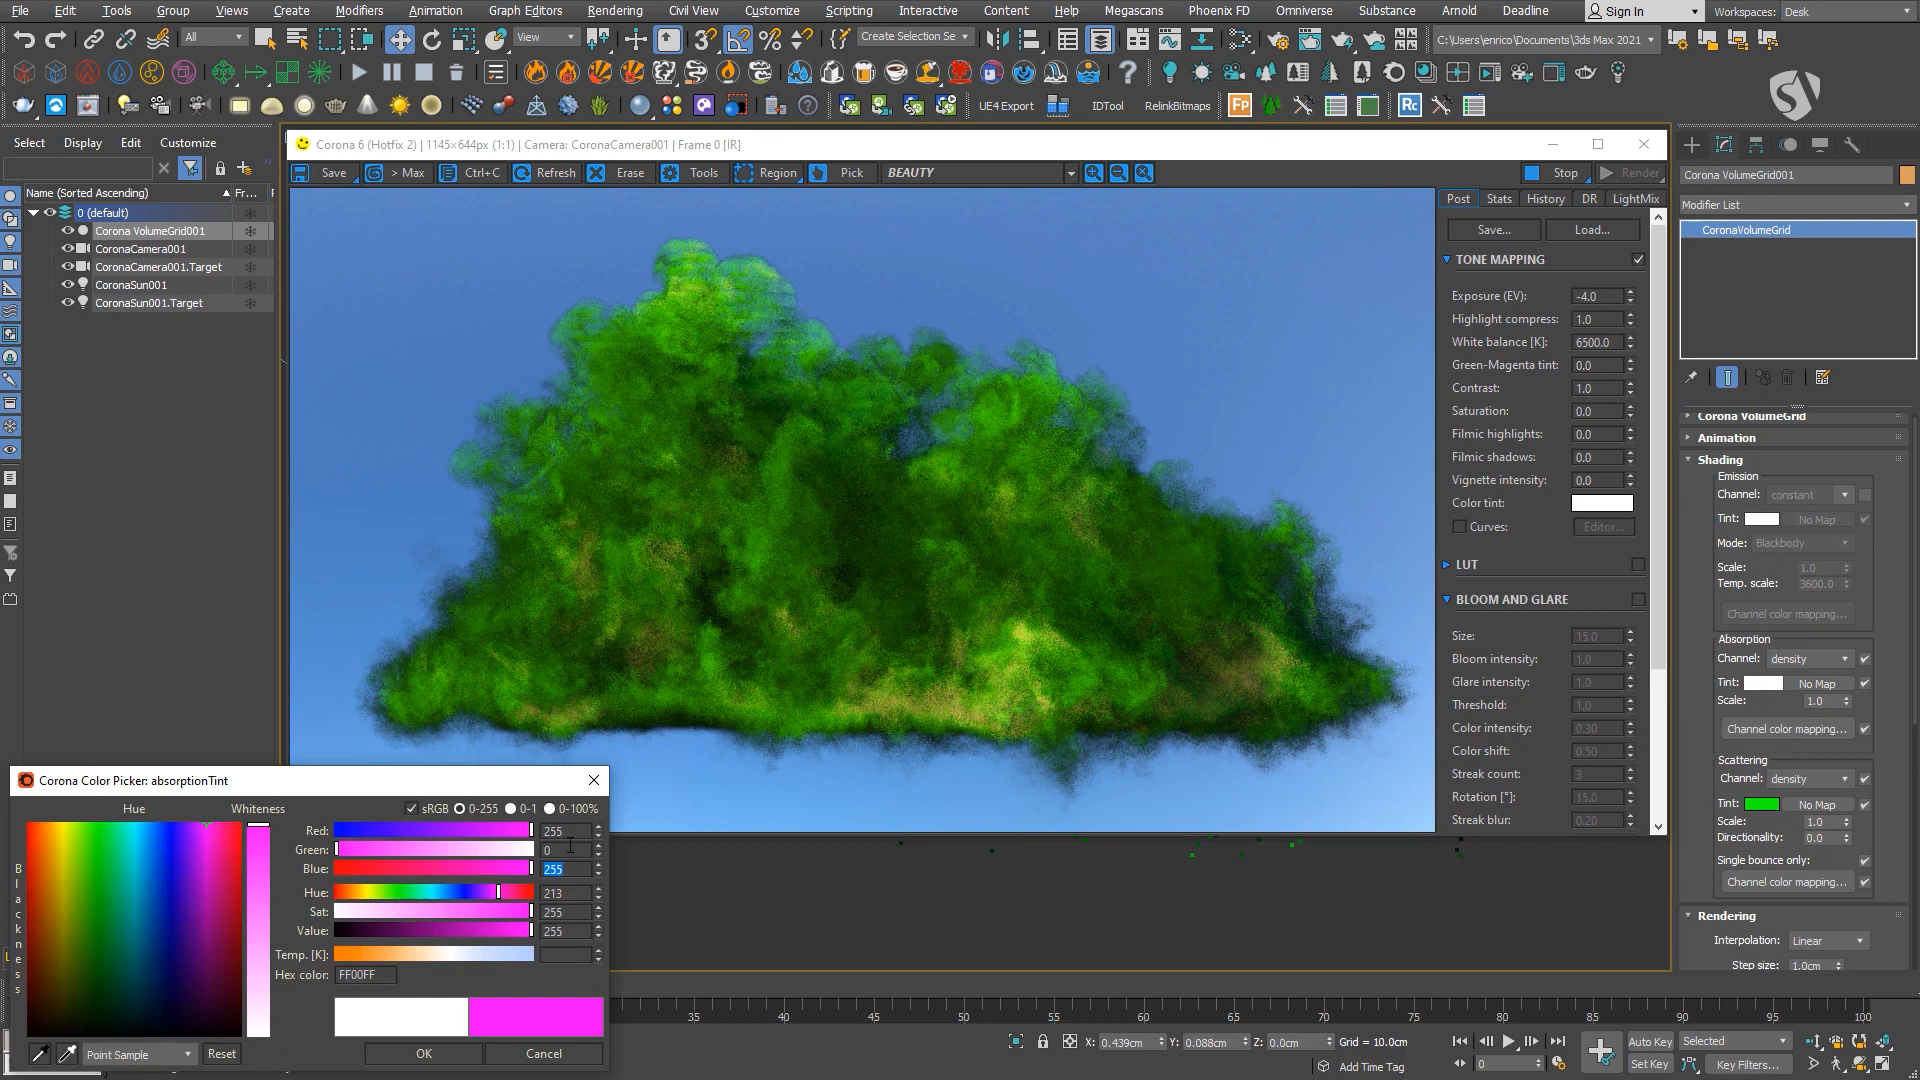 File Edit Tools Group Views Create Modifiers Animation Graph Editors Rendering Civil View Customize Scripting Interactive Content Help Megascans Phoenix FD Omniverse Substance Arnold Deadline Sign In Workspaces: Desk
All View Create Selection Se C:\Users\enrico\Documents\3ds Max 2021
UE4 Export IDTool RelinkBitmaps Fp Rc
Select Display Edit Customize
Corona 6 (Hotfix 2) | 1145×644px (1:1) | Camera: CoronaCamera001 | Frame 0 [IR]
Save > Max Ctrl+C Refresh Erase Tools Region Pick BEAUTY Stop Render
Name (Sorted Ascending) Fr...
0 (default)
Corona VolumeGrid001
CoronaCamera001
CoronaCamera001.Target
CoronaSun001
CoronaSun001.Target
Post Stats History DR LightMix
Save... Load...
TONE MAPPING
Exposure (EV): -4.0
Highlight compress: 1.0
White balance [K]: 6500.0
Green-Magenta tint: 0.0
Contrast: 1.0
Saturation: 0.0
Filmic highlights: 0.0
Filmic shadows: 0.0
Vignette intensity: 0.0
Color tint:
Curves: Editor...
LUT
BLOOM AND GLARE
Size: 15.0
Bloom intensity: 1.0
Glare intensity: 1.0
Threshold: 1.0
Color intensity: 0.30
Color shift: 0.50
Streak count: 3
Rotation [°]: 15.0
Streak blur: 0.20
Corona VolumeGrid001
Modifier List
CoronaVolumeGrid
Corona VolumeGrid
Animation
Shading
Emission
Channel: constant
Tint: No Map
Mode: Blackbody
Scale: 1.0
Temp. scale: 3600.0
Channel color mapping...
Absorption
Channel: density
Tint: No Map
Scale: 1.0
Channel color mapping...
Scattering
Channel: density
Tint: No Map
Scale: 1.0
Directionality: 0.0
Single bounce only:
Channel color mapping...
Rendering
Interpolation: Linear
Step size: 1.0cm
Corona Color Picker: absorptionTint
Hue Whiteness sRGB 0-255 0-1 0-100%
Blackness
Red: 255
Green: 0
Blue: 255
Hue: 213
Sat: 255
Value: 255
Temp. [K]:
Hex color: FF00FF
Point Sample Reset OK Cancel
35 40 45 50 55 60 65 70 75 80 85 90 95 100
X: 0.439cm Y: 0.088cm Z: 0.0cm Grid = 10.0cm Auto Key Selected
Add Time Tag 0 Set Key Key Filters...